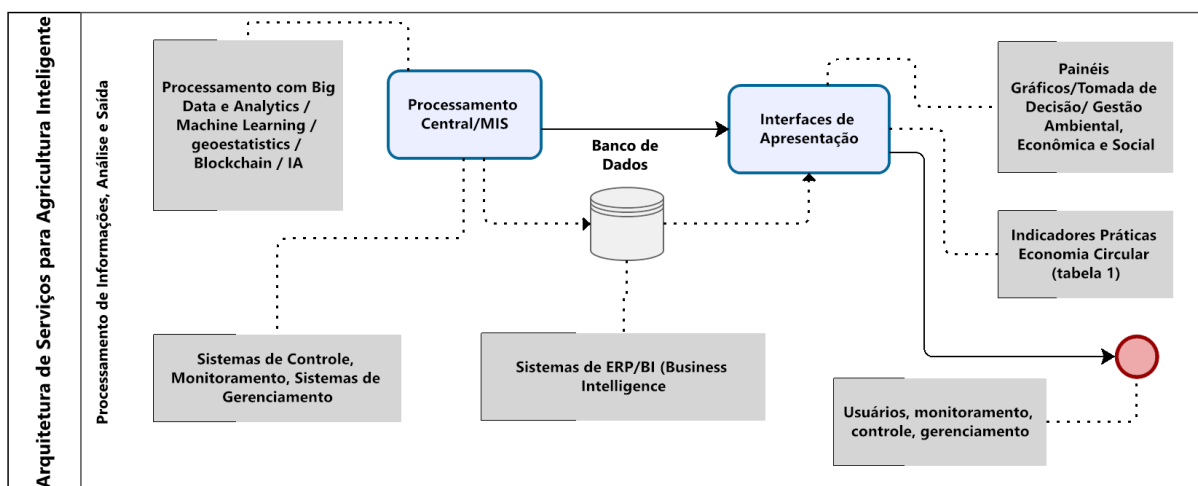 Arquitetura de Serviços para Agricultura Inteligente
Processamento de Informações, Análise e Saída
Processamento com Big
Data e Analytics /
Machine Learning /
geoestatistics /
Blockchain / IA
Processamento
Central/MIS
Banco de
Dados
Interfaces de
Apresentação
Painéis
Gráficos/Tomada de
Decisão/ Gestão
Ambiental,
Econômica e Social
Indicadores Práticas
Economia Circular
(tabela 1)
Sistemas de Controle,
Monitoramento, Sistemas de
Gerenciamento
Sistemas de ERP/BI (Business
Intelligence
Usuários, monitoramento,
controle, gerenciamento